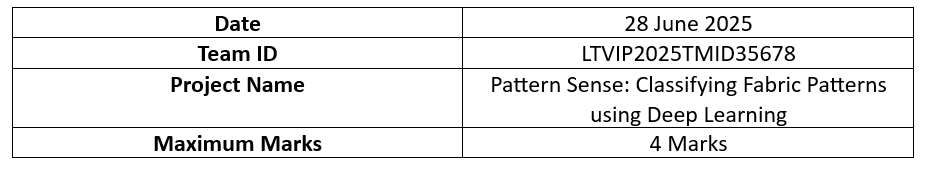 Date 28 June 2025
Team ID LTVIP2025TMID35678
Project Name Pattern Sense: Classifying Fabric Patterns
using Deep Learning
Maximum Marks 4 Marks